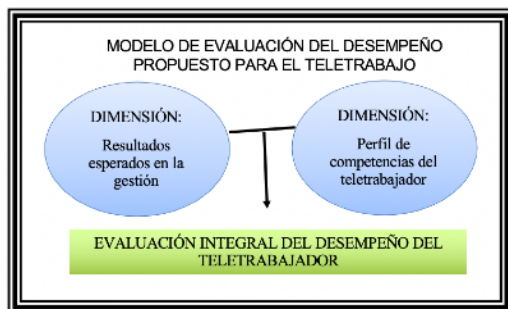 MODELO DE EVALUACIÓN DEL DESEMPEÑO
PROPUESTO PARA EL TELETRABAJO
DIMENSIÓN:
Resultados
esperados en la
gestión
DIMENSIÓN:
Perfil de
competencias del
teletrabajador
EVALUACIÓN INTEGRAL DEL DESEMPEÑO DEL
TELETRABAJADOR